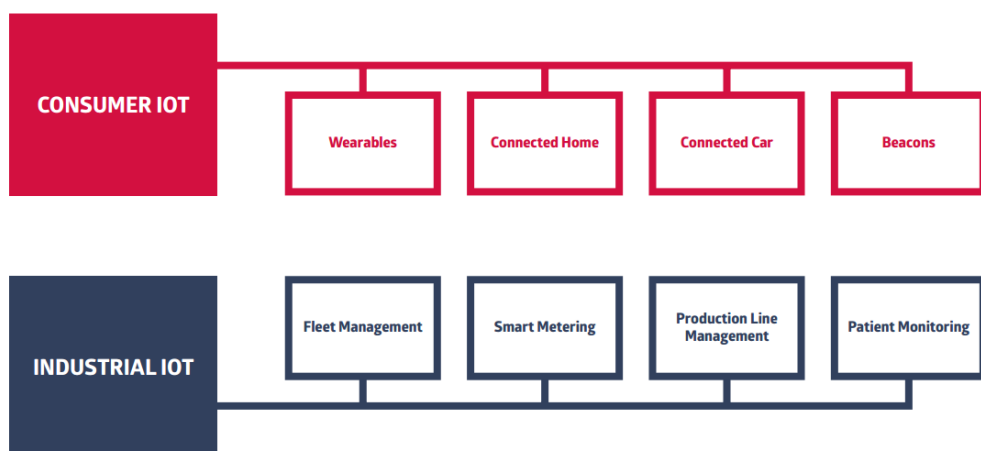 CONSUMER IOT
Wearables
Connected Home
Connected Car
Beacons
INDUSTRIAL IOT
Fleet Management
Smart Metering
Production Line
Management
Patient Monitoring